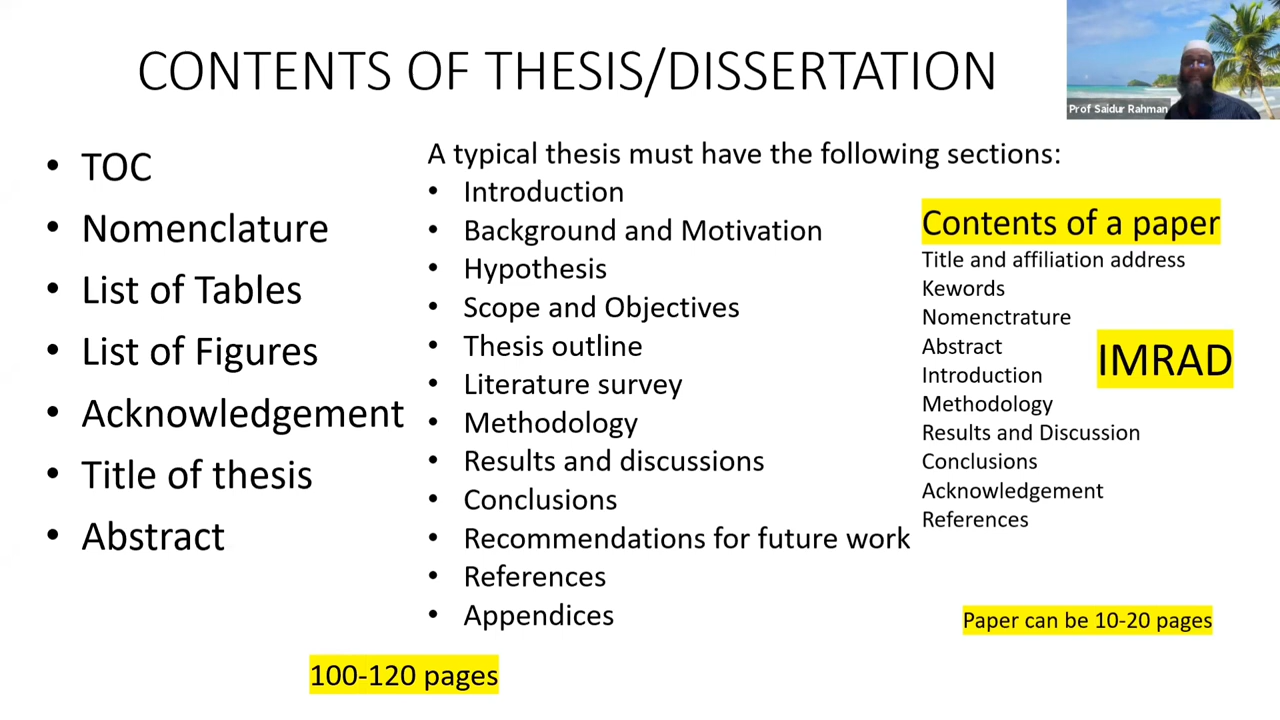 CONTENTS OF THESIS/DISSERTATION
Prof Saidur Rahman
• TOC
• Nomenclature
• List of Tables
• List of Figures
• Acknowledgement
• Title of thesis
• Abstract
A typical thesis must have the following sections:
• Introduction
• Background and Motivation
• Hypothesis
• Scope and Objectives
• Thesis outline
• Literature survey
• Methodology
• Results and discussions
• Conclusions
• Recommendations for future work
• References
• Appendices
100-120 pages
Contents of a paper
Title and affiliation address
Kewords
Nomenctrature
Abstract
Introduction
Methodology
Results and Discussion
Conclusions
Acknowledgement
References
IMRAD
Paper can be 10-20 pages